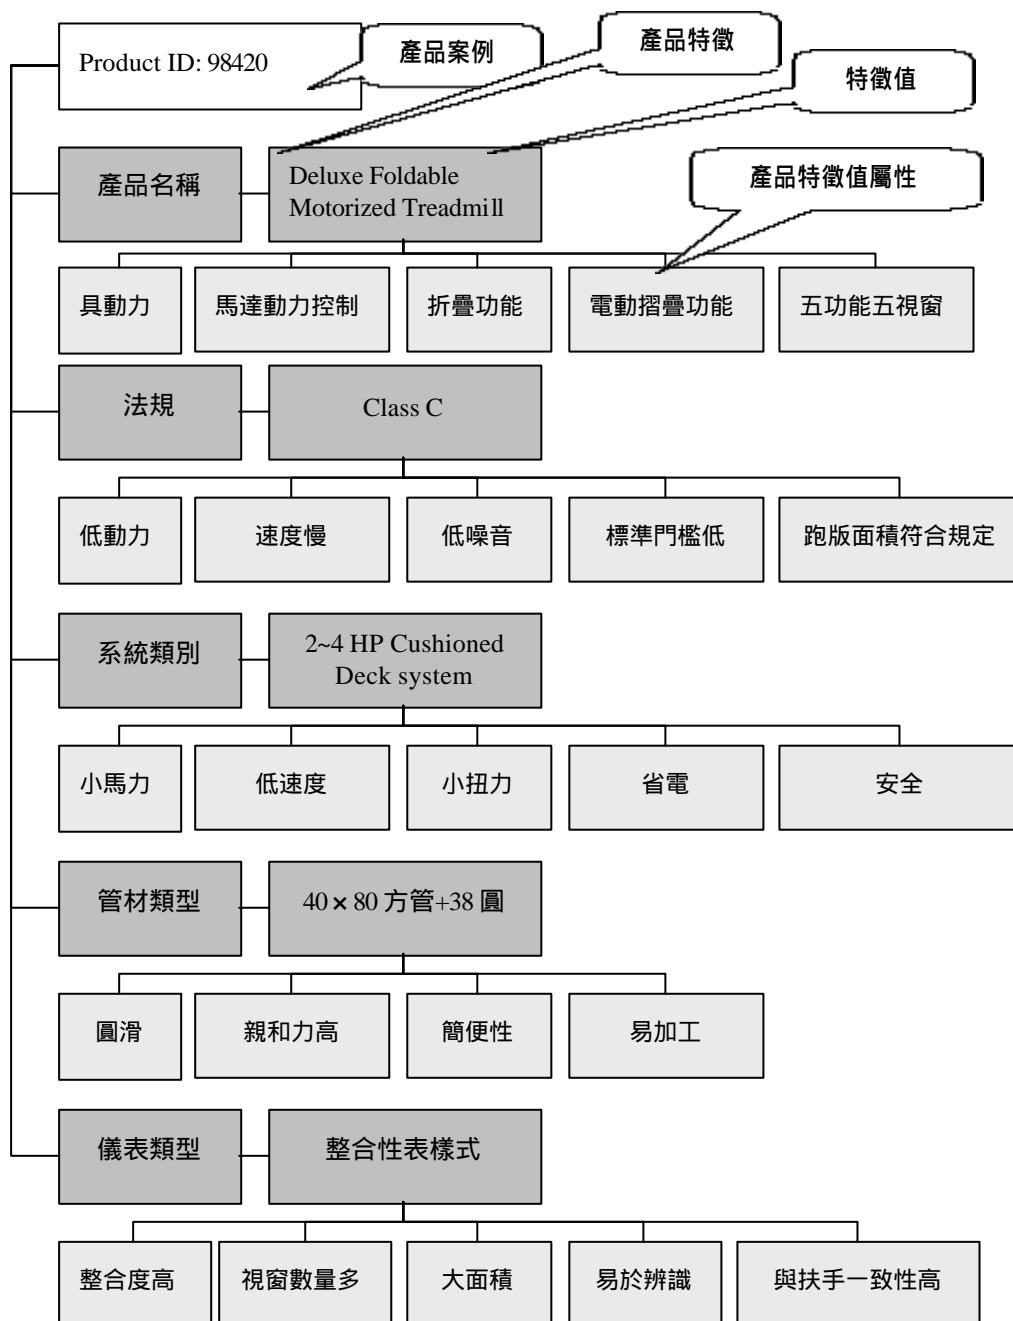 Product ID: 98420
產品案例
產品特徵
特徵值
產品名稱
Deluxe Foldable
Motorized Treadmill
產品特徵值屬性
具動力
馬達動力控制
折疊功能
電動摺疊功能
五功能五視窗
法規
Class C
低動力
速度慢
低噪音
標準門檻低
跑版面積符合規定
系統類別
2~4 HP Cushioned
Deck system
小馬力
低速度
小扭力
省電
安全
管材類型
40×80 方管+38 圓
圓滑
親和力高
簡便性
易加工
儀表類型
整合性表樣式
整合度高
視窗數量多
大面積
易於辨識
與扶手一致性高